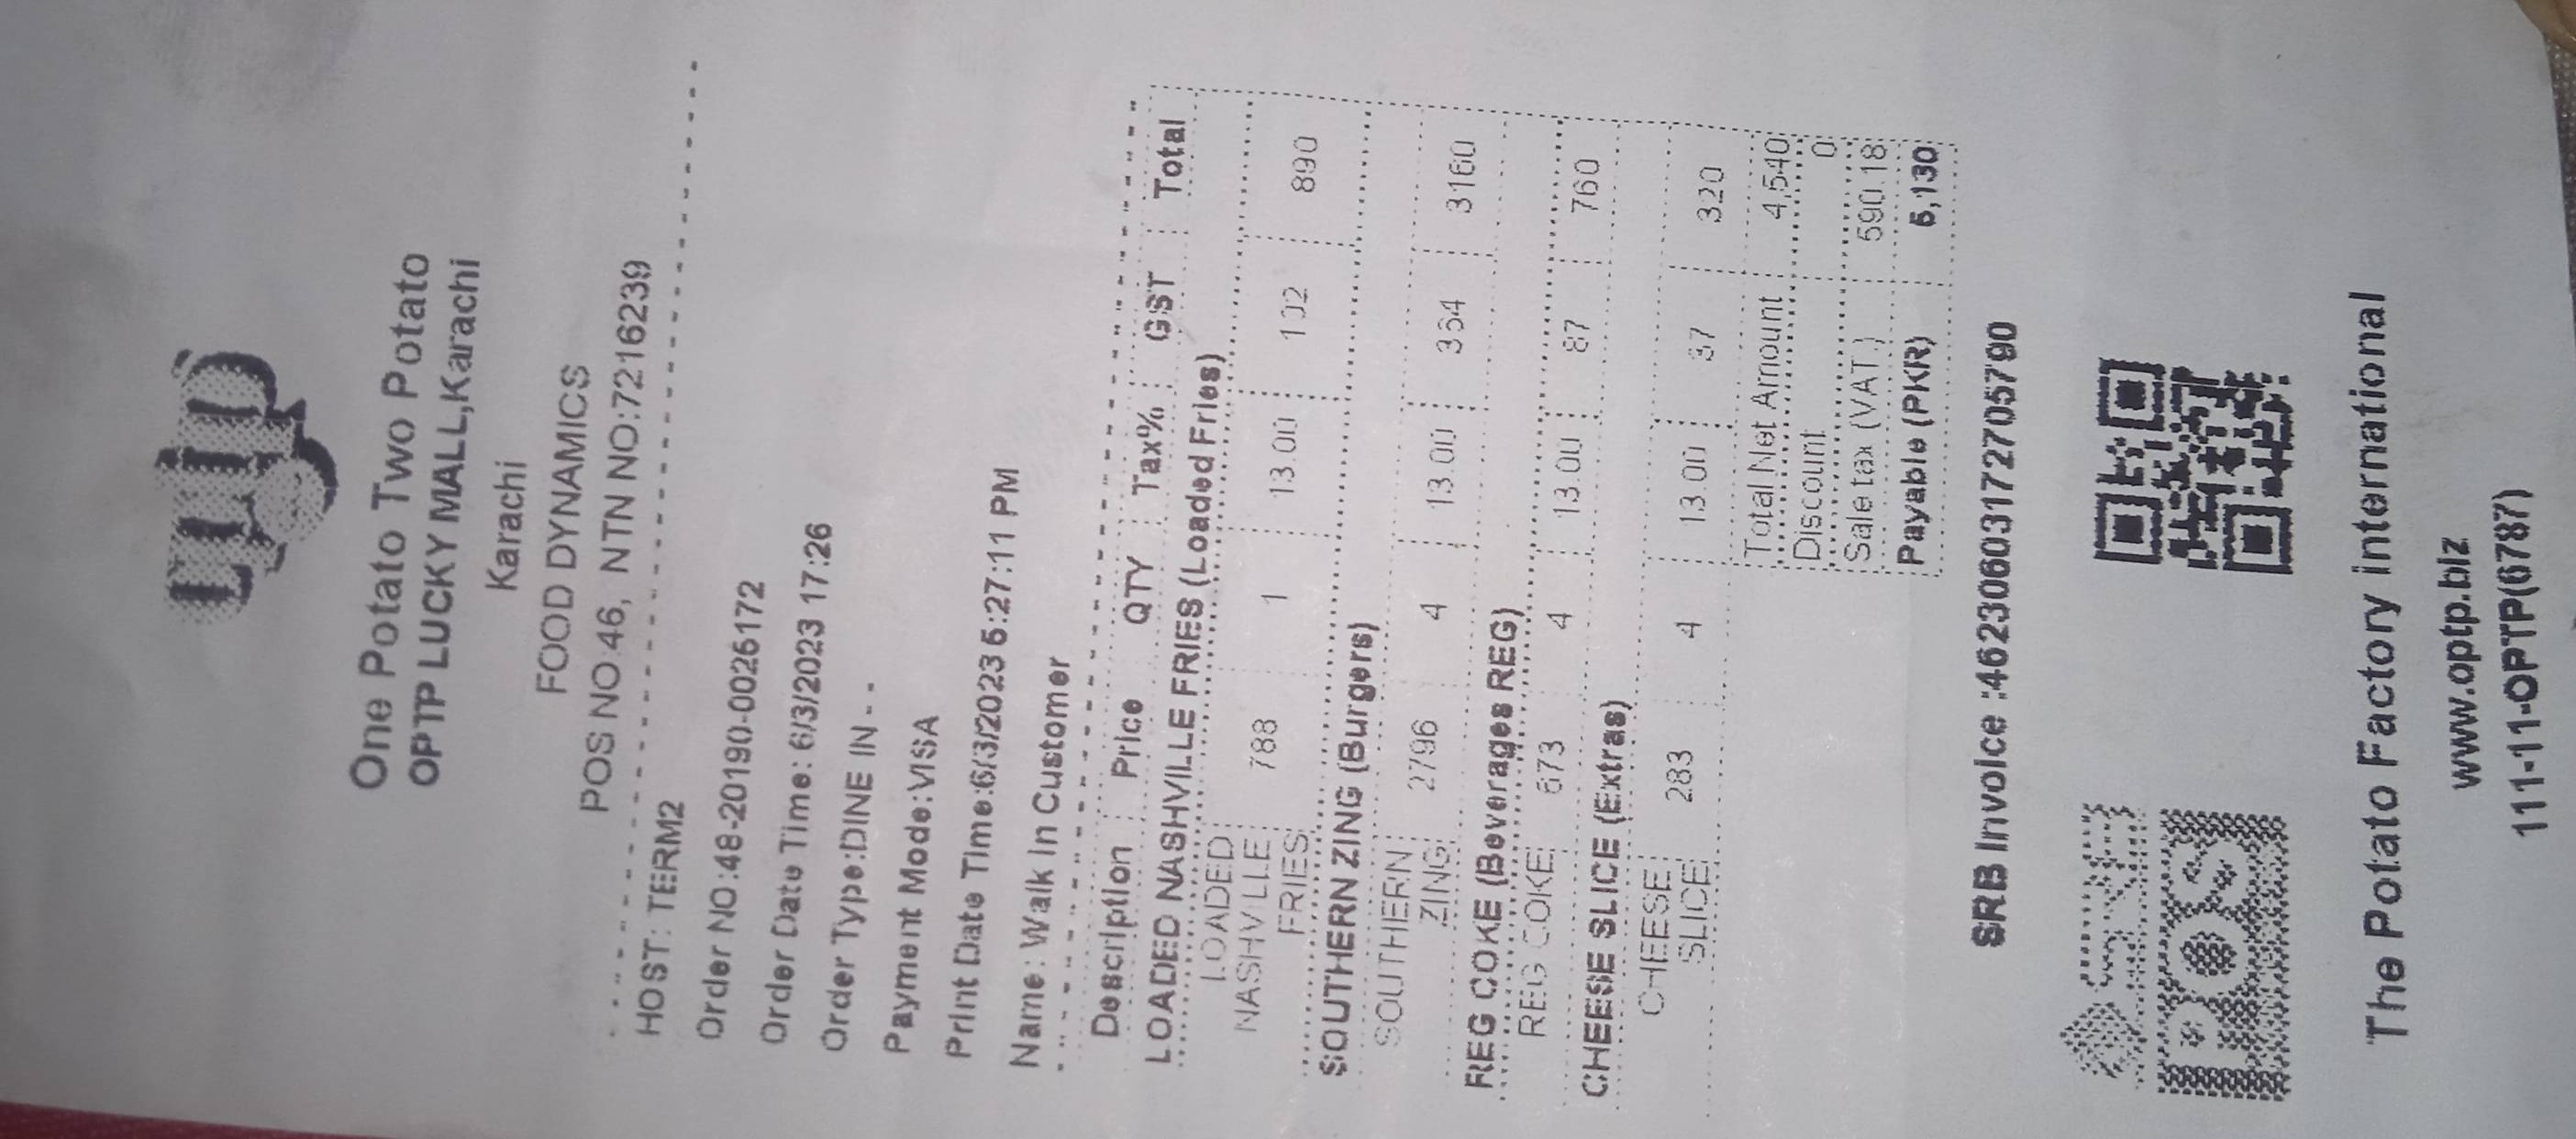 One Potato Two Potato
OPTP LUCKY MALL,Karachi
Karachi
FOOD DYNAMICS
POS NO 46, NTN NO:7216239
HOST: TERM2
Order NO:48-20190-0025172
Order Date Time: 6/3/2023 17:26
Order Type:DINE IN - -
Payment Mode:VISA
Print Date Time:6/3/2023 5:27:11 PM
Name: Walk In Customer
Description Price QTY Tax% GST Total
LOADED NASHVILLE FRIES (Loaded Fries)
LOADED
NASHVILLE 788 1 13.00 102 890
FRIES
SOUTHERN ZING (Burgers)
SOUTHERN 2796 4 13.00 364 3160
ZING
REG COKE (Beverages REG)
REG COKE 673 4 13.00 87 760
CHEESE SLICE (Extras)
CHEESE 283 4 13.00 37 320
SLICE
Total Net Amount 4,540
Discount 0
Sale tax (VAT.) 590.18
Payable (PKR) 5,130
SRB Invoice :46230603172705790
POS
The Potato Factory international
www.optp.biz
111-11-OPTP(6787)